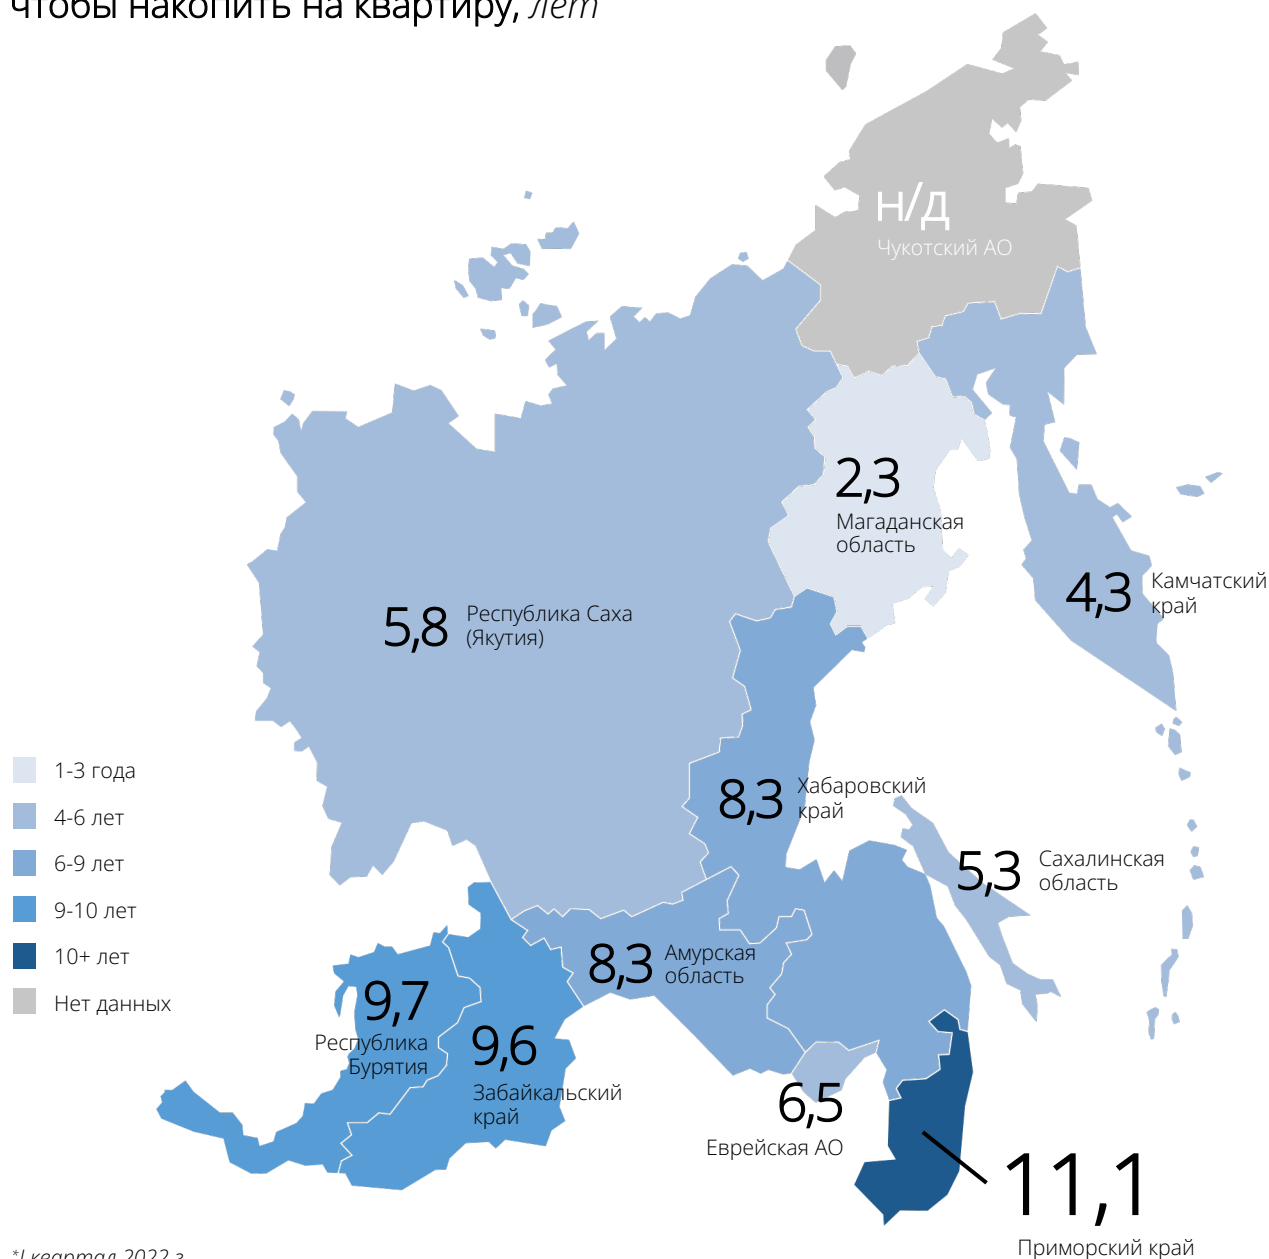 чтобы накопить на квартиру, лет
н/д
Чукотский АО
2,3
Магаданская
область
4,3
Камчатский
край
5,8
Республика Саха
(Якутия)
1-3 года
4-6 лет
6-9 лет
9-10 лет
10+ лет
Нет данных
8,3
Хабаровский
край
5,3
Сахалинская
область
8,3
Амурская
область
9,7
Республика
Бурятия
9,6
Забайкальский
край
6,5
Еврейская АО
11,1
Приморский край
*I квартал 2022 г.